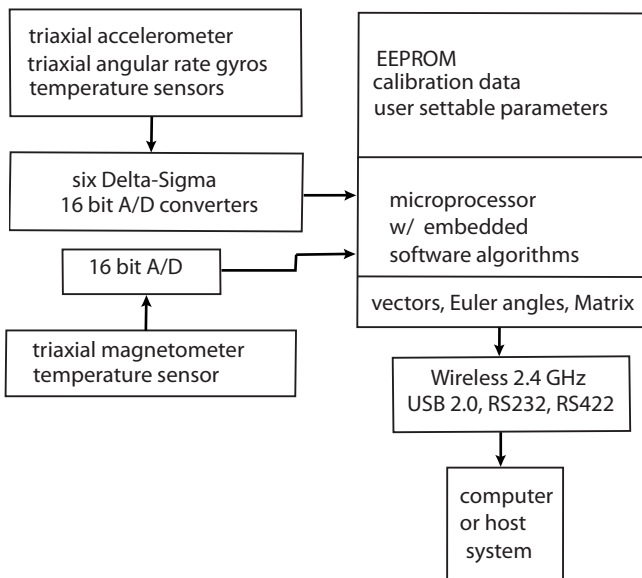 triaxial accelerometer
triaxial angular rate gyros
temperature sensors
six Delta-Sigma
16 bit A/D converters
16 bit A/D
triaxial magnetometer
temperature sensor
EEPROM
calibration data
user settable parameters
microprocessor
w/ embedded
software algorithms
vectors, Euler angles, Matrix
Wireless 2.4 GHz
USB 2.0, RS232, RS422
computer
or host
system